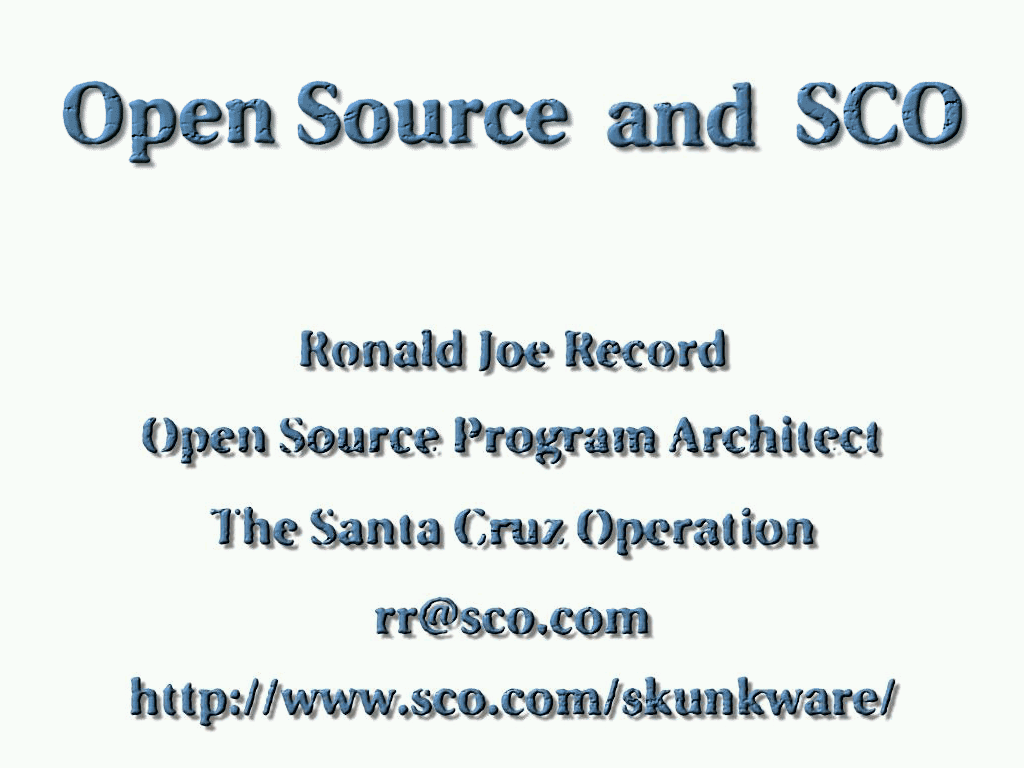 Open Source and SCO
Ronald Joe Record
Open Source Program Architect
The Santa Cruz Operation
rr@sco.com
http://www.sco.com/skunkware/